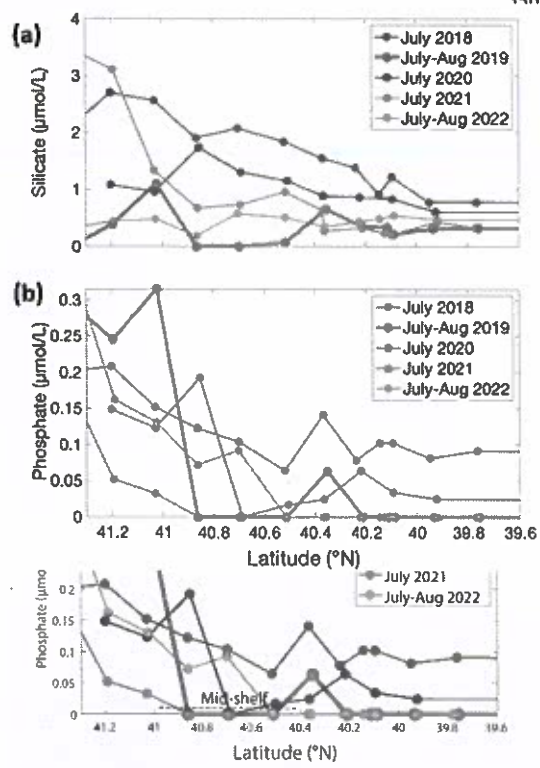 (a)
4
3
2
1
0
Silicate (μmol/L)
July 2018
July-Aug 2019
July 2020
July 2021
July-Aug 2022
(b)
0.3
0.25
0.2
0.15
0.1
0.05
0
Phosphate (μmol/L)
July 2018
July-Aug 2019
July 2020
July 2021
July-Aug 2022
41.2 41 40.8 40.6 40.4 40.2 40 39.8 39.6
Latitude (°N)
July 2021
July-Aug 2022
0.2
0.15
0.1
0.05
0
Phosphate (μmo
Mid-shelf
41.2 41 40.8 40.6 40.4 40.2 40 39.8 39.6
Latitude (°N)